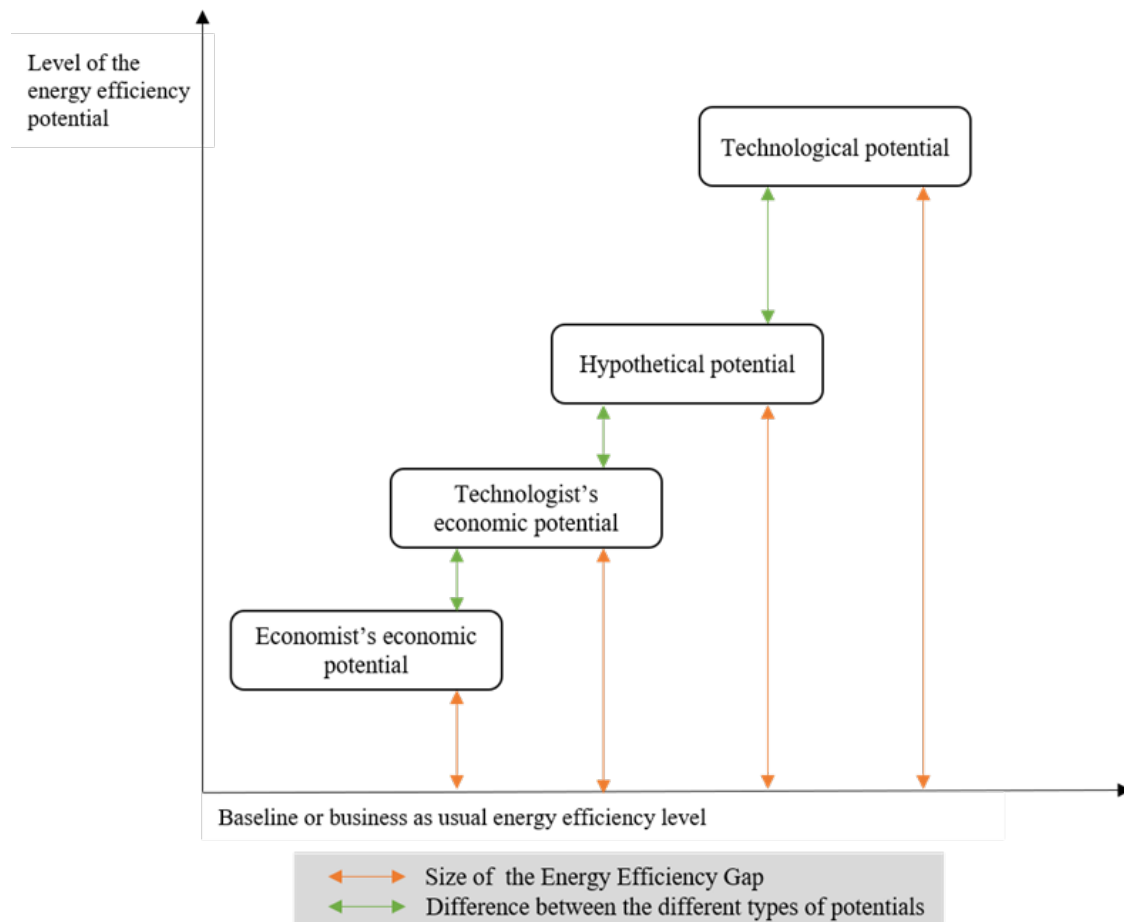 Level of the
energy efficiency
potential
Technological potential
Hypothetical potential
Technologist’s
economic potential
Economist’s economic
potential
Baseline or business as usual energy efficiency level
Size of the Energy Efficiency Gap
Difference between the different types of potentials